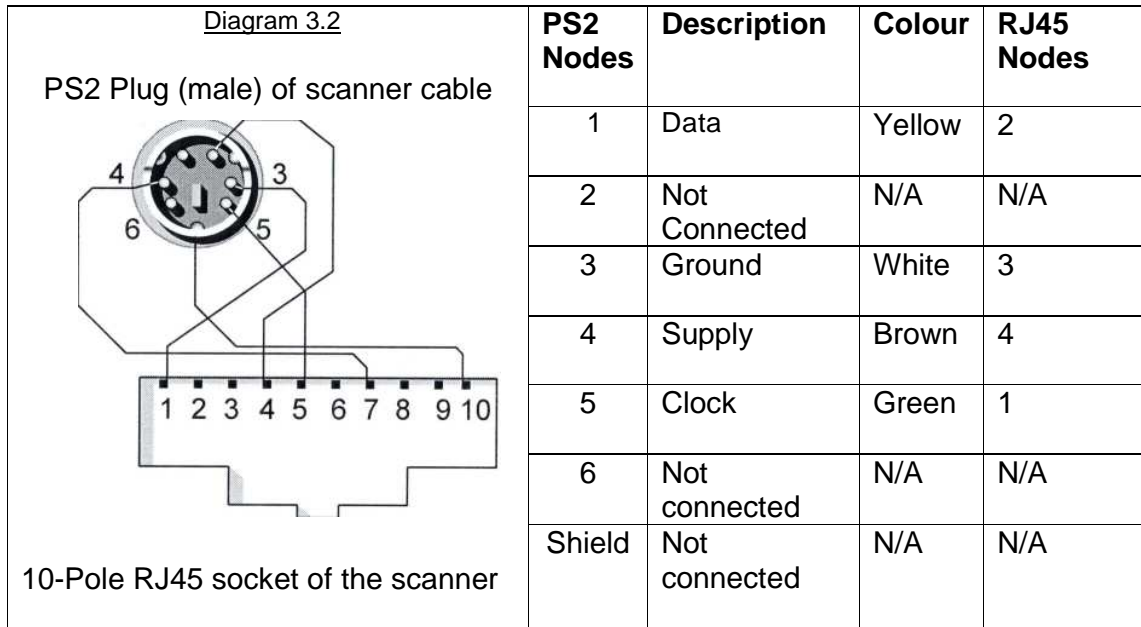 Diagram 3.2
PS2 Plug (male) of scanner cable
4
3
6
5
1 2 3 4 5 6 7 8 9 10
10-Pole RJ45 socket of the scanner
PS2 Nodes Description Colour RJ45 Nodes
1 Data Yellow 2
2 Not Connected N/A N/A
3 Ground White 3
4 Supply Brown 4
5 Clock Green 1
6 Not connected N/A N/A
Shield Not connected N/A N/A